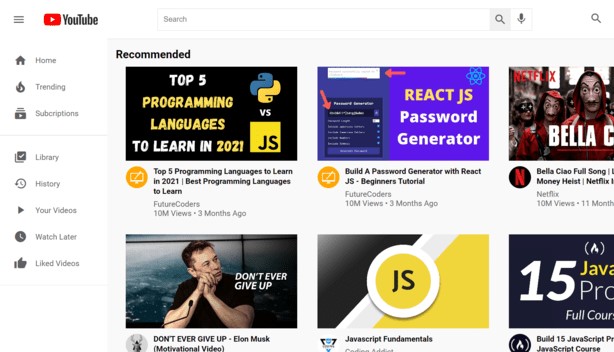 YouTube
Search
Home
Trending
Subcriptions
Library
History
Your Videos
Watch Later
Liked Videos
Recommended
TOP 5
PROGRAMMING
LANGUAGES
TO LEARN IN 2021
VS
JS
Top 5 Programming Languages to Learn
in 2021 | Best Programming Languages
to Learn
FutureCoders
10M Views • 3 Months Ago
Password Generator
REACT JS
Password
Generator
Build A Password Generator with React
JS - Beginners Tutorial
FutureCoders
10M Views • 3 Months Ago
NETFLIX
BELLA C
N
Bella Ciao Full Song | L
Money Heist | Netflix I
Netflix
10M Views • 11 Month
DON'T EVER
GIVE UP
DON'T EVER GIVE UP - Elon Musk
(Motivational Video)
JS
Javascript Fundamentals
Coding Addict
15
Java
Pro
Full Cours
Build 15 JavaScript Pr
JavaScript Course